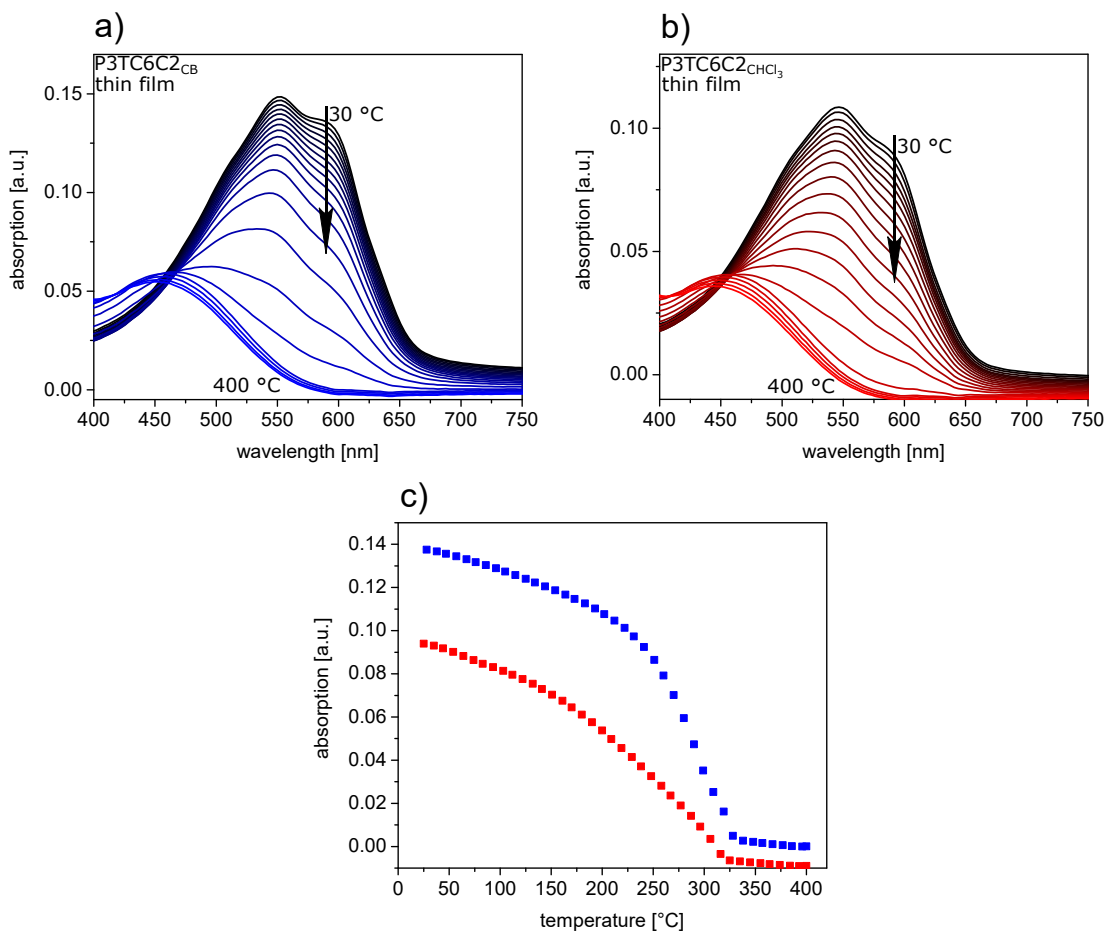 a)
P3TC6C2CB
thin film
30 °C
400 °C
0.15
0.10
0.05
0.00
absorption [a.u.]
400 450 500 550 600 650 700 750
wavelength [nm]
b)
P3TC6C2CHCl3
thin film
30 °C
400 °C
0.10
0.05
0.00
absorption [a.u.]
400 450 500 550 600 650 700 750
wavelength [nm]
c)
0.14
0.12
0.10
0.08
0.06
0.04
0.02
0.00
absorption [a.u.]
0 50 100 150 200 250 300 350 400
temperature [°C]